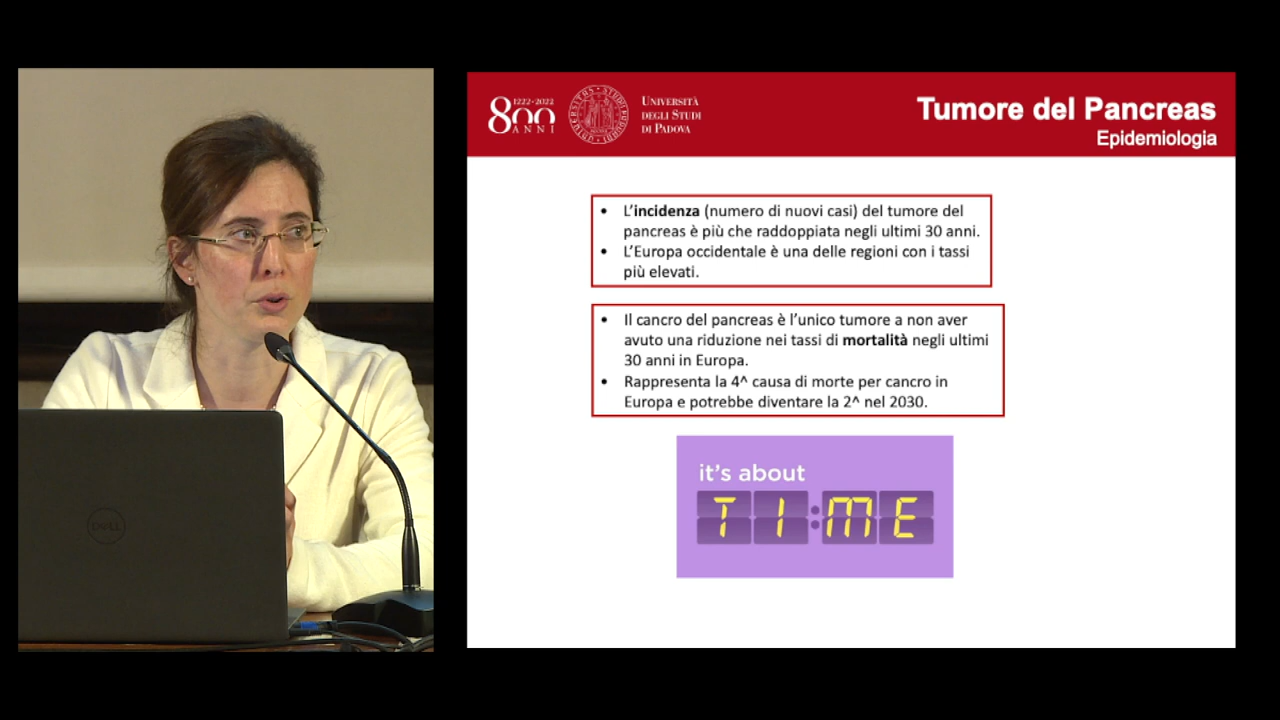 1222·2022
800
ANNI
UNIVERSITÀ
DEGLI STUDI
DI PADOVA
Tumore del Pancreas
Epidemiologia
• L'incidenza (numero di nuovi casi) del tumore del
pancreas è più che raddoppiata negli ultimi 30 anni.
• L'Europa occidentale è una delle regioni con i tassi
più elevati.
• Il cancro del pancreas è l'unico tumore a non aver
avuto una riduzione nei tassi di mortalità negli ultimi
30 anni in Europa.
• Rappresenta la 4^ causa di morte per cancro in
Europa e potrebbe diventare la 2^ nel 2030.
it's about
TI:ME
DELL